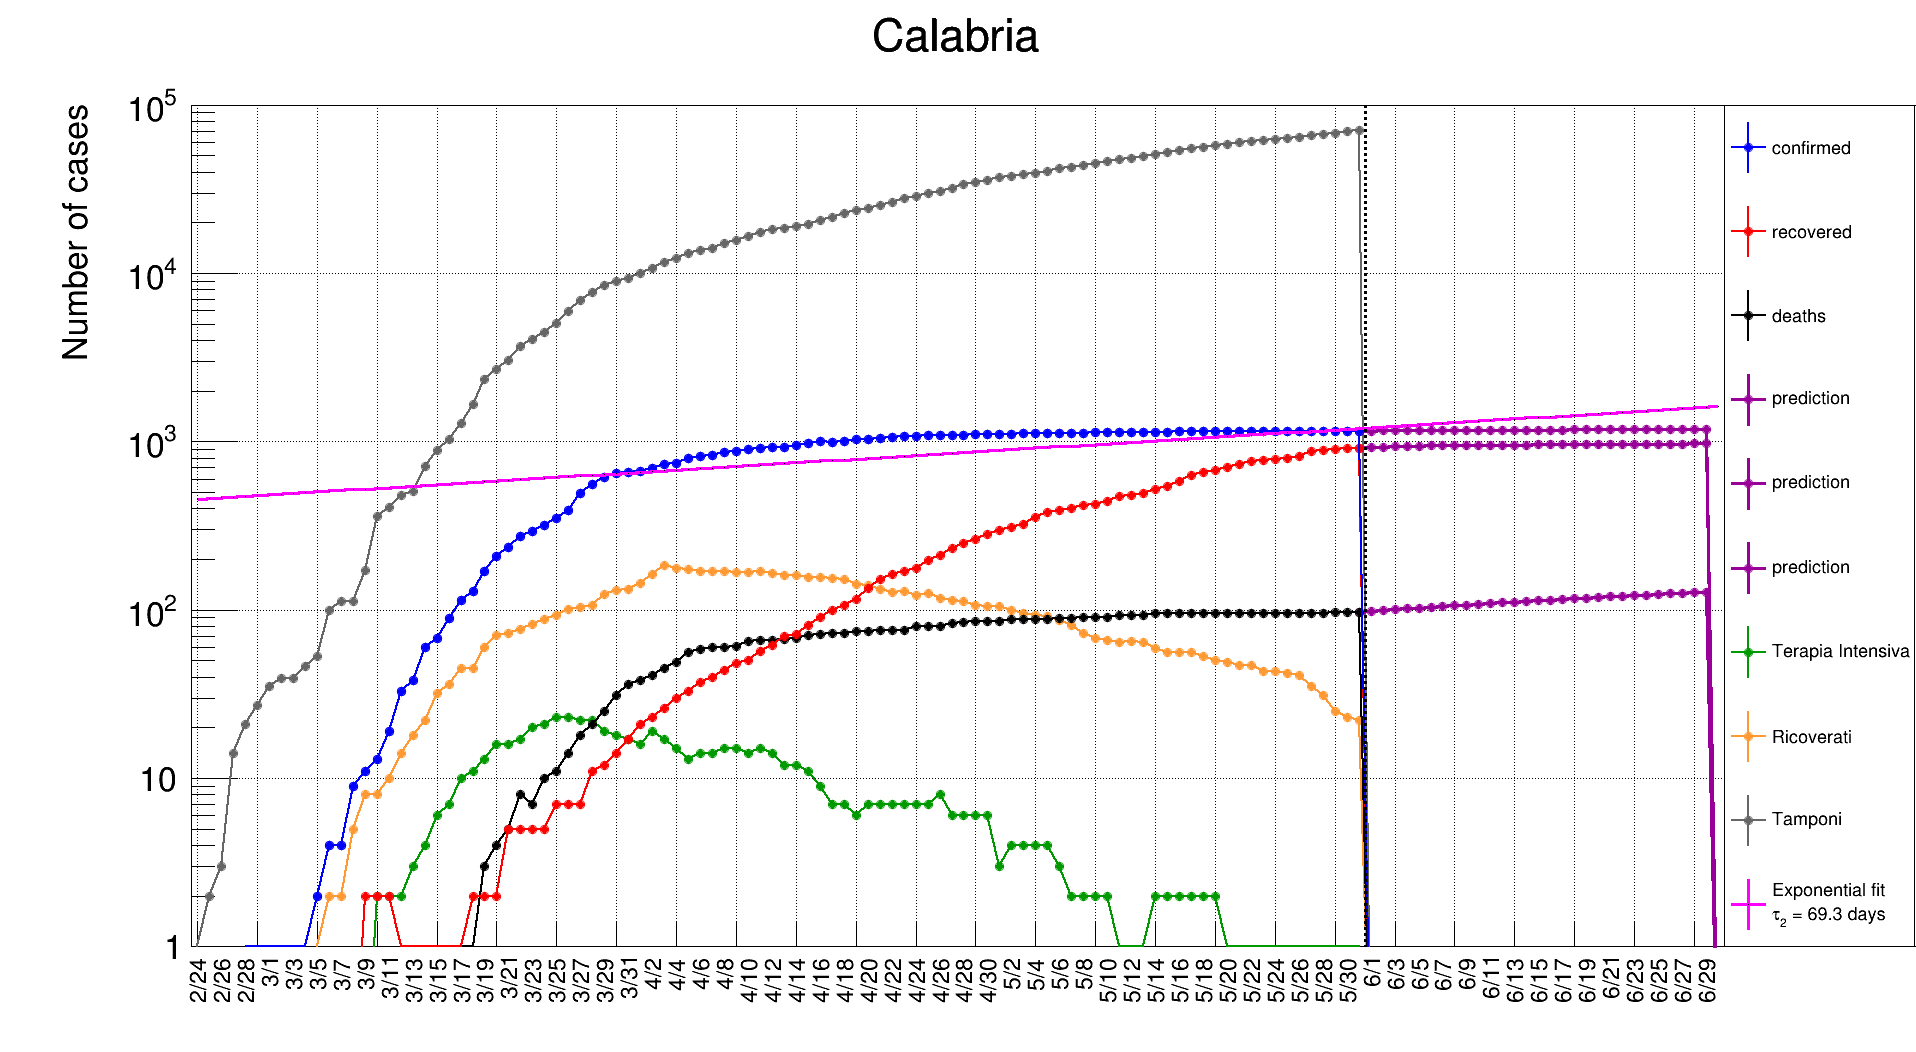 Calabria
Number of cases
10^5
10^4
10^3
10^2
10
1
2/24 2/26 2/28 3/1 3/3 3/5 3/7 3/9 3/11 3/13 3/15 3/17 3/19 3/21 3/23 3/25 3/27 3/29 3/31 4/2 4/4 4/6 4/8 4/10 4/12 4/14 4/16 4/18 4/20 4/22 4/24 4/26 4/28 4/30 5/2 5/4 5/6 5/8 5/10 5/12 5/14 5/16 5/18 5/20 5/22 5/24 5/26 5/28 5/30 6/1 6/3 6/5 6/7 6/9 6/11 6/13 6/15 6/17 6/19 6/21 6/23 6/25 6/27 6/29
confirmed
recovered
deaths
prediction
prediction
prediction
Terapia Intensiva
Ricoverati
Tamponi
Exponential fit
τ₂ = 69.3 days